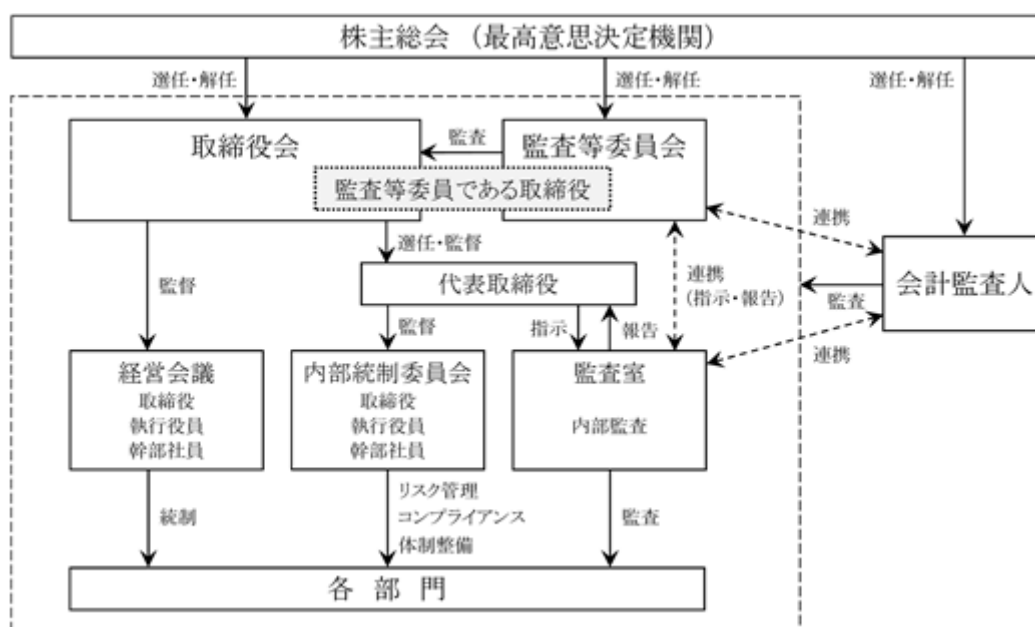 株主総会 （最高意思決定機関）
選任・解任
選任・解任
選任・解任
取締役会
監査
監査等委員会
監査等委員である取締役
選任・監督
連携
代表取締役
連携
(指示・報告)
会計監査人
監査
監督
監督
指示
報告
連携
経営会議
取締役
執行役員
幹部社員
内部統制委員会
取締役
執行役員
幹部社員
監査室
内部監査
統制
リスク管理
コンプライアンス
体制整備
監査
各 部 門